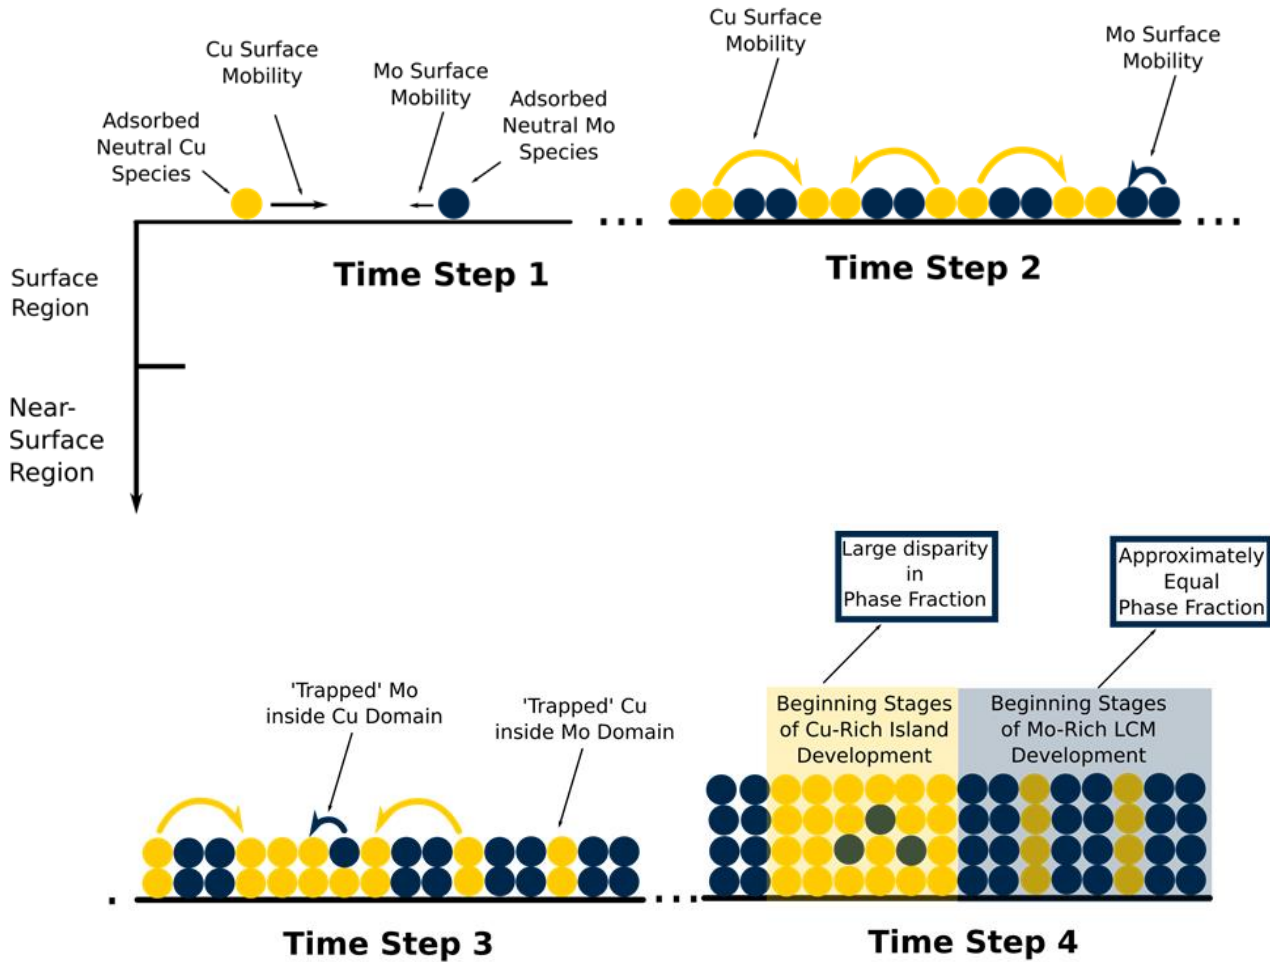 Cu Surface
Mobility
Mo Surface
Mobility
Adsorbed
Neutral Cu
Species
Adsorbed
Neutral Mo
Species
Time Step 1
Surface
Region
Near-
Surface
Region
Cu Surface
Mobility
Mo Surface
Mobility
Time Step 2
'Trapped' Mo
inside Cu Domain
'Trapped' Cu
inside Mo Domain
Time Step 3
Large disparity
in
Phase Fraction
Approximately
Equal
Phase Fraction
Beginning Stages
of Cu-Rich Island
Development
Beginning Stages
of Mo-Rich LCM
Development
Time Step 4